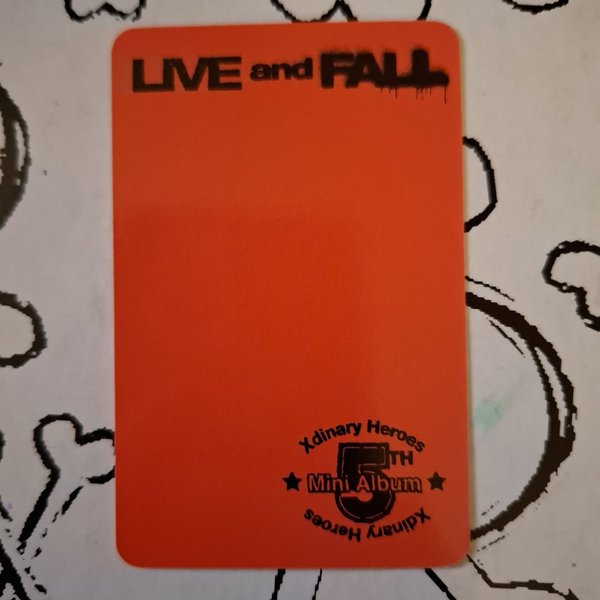 LIVE and FALL
Xdinary Heroes
5TH
Mini Album
Xdinary Heroes